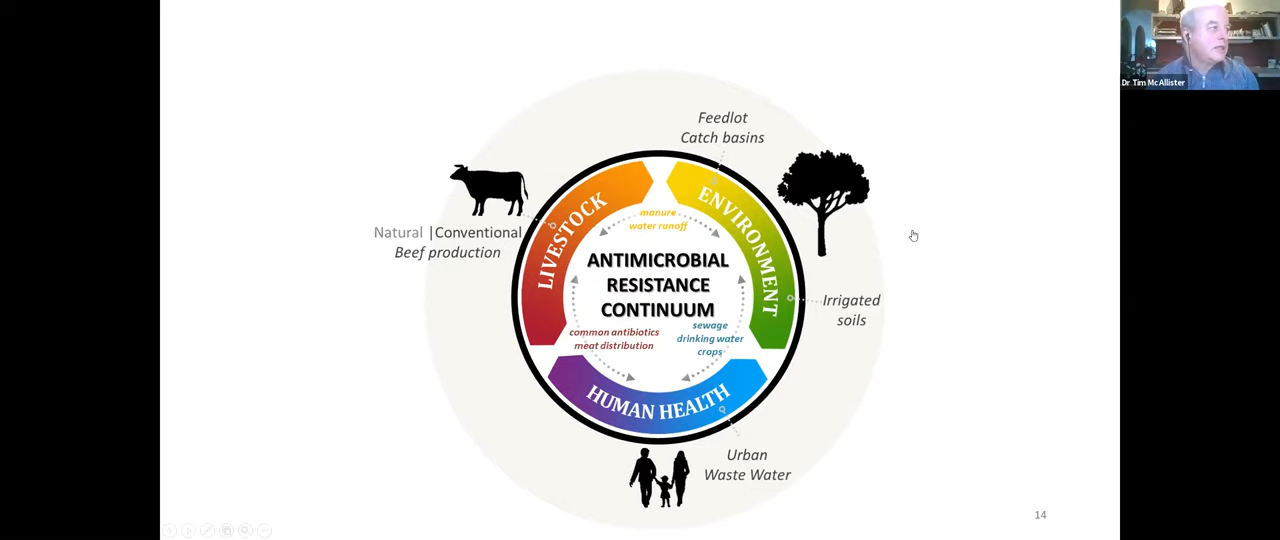 Dr Tim McAllister
Feedlot
Catch basins
Natural |Conventional
Beef production
LIVESTOCK
ENVIRONMENT
manure
water runoff
ANTIMICROBIAL
RESISTANCE
CONTINUUM
common antibiotics
meat distribution
sewage
drinking water
crops
Irrigated
soils
HUMAN HEALTH
Urban
Waste Water
14